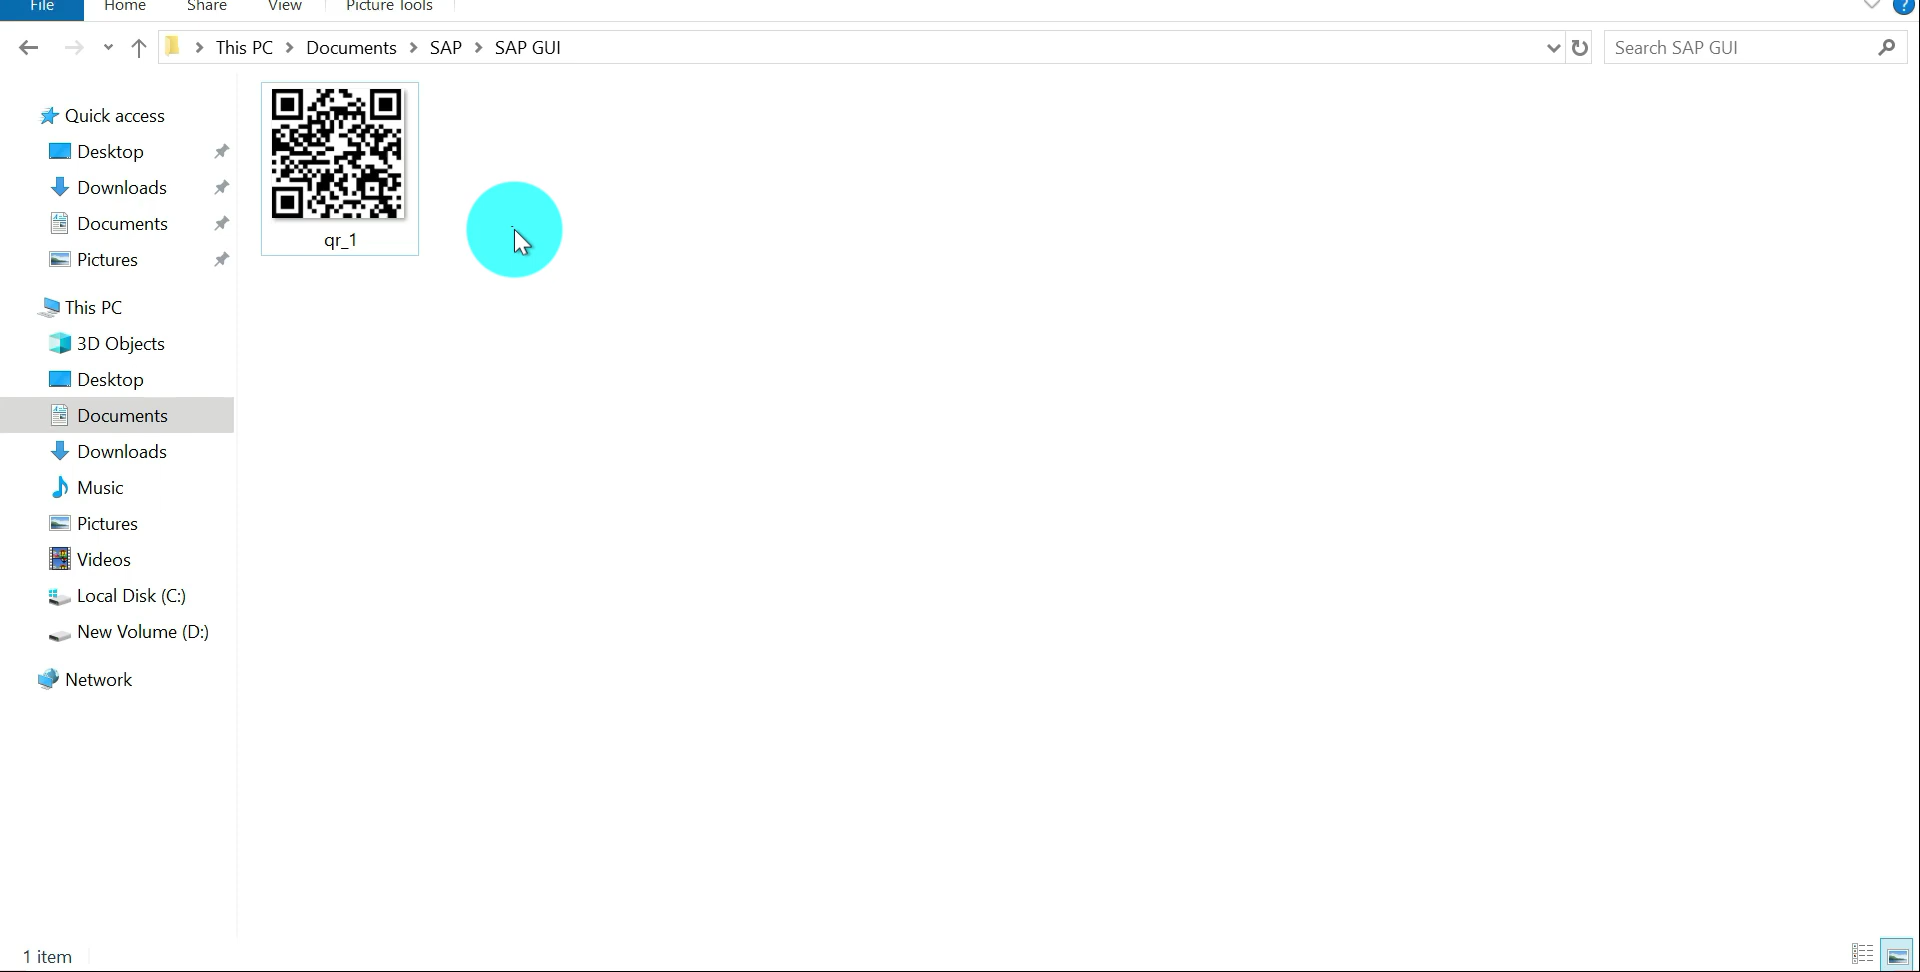 File Home Share View Picture Tools ?
This PC Documents SAP SAP GUI Search SAP GUI
Quick access
Desktop
Downloads
Documents
Pictures
This PC
3D Objects
Desktop
Documents
Downloads
Music
Pictures
Videos
Local Disk (C:)
New Volume (D:)
Network
qr_1
1 item